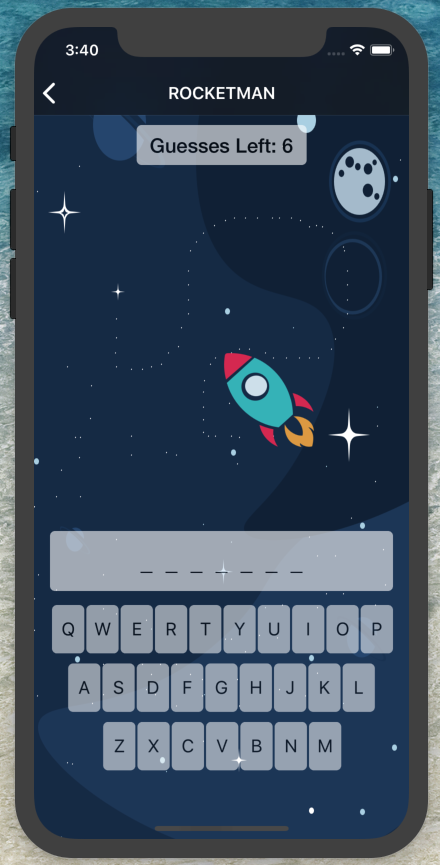 3:40
ROCKETMAN
Guesses Left: 6
_ _ _ _ _ _ _
Q W E R T Y U I O P
A S D F G H J K L
Z X C V B N M